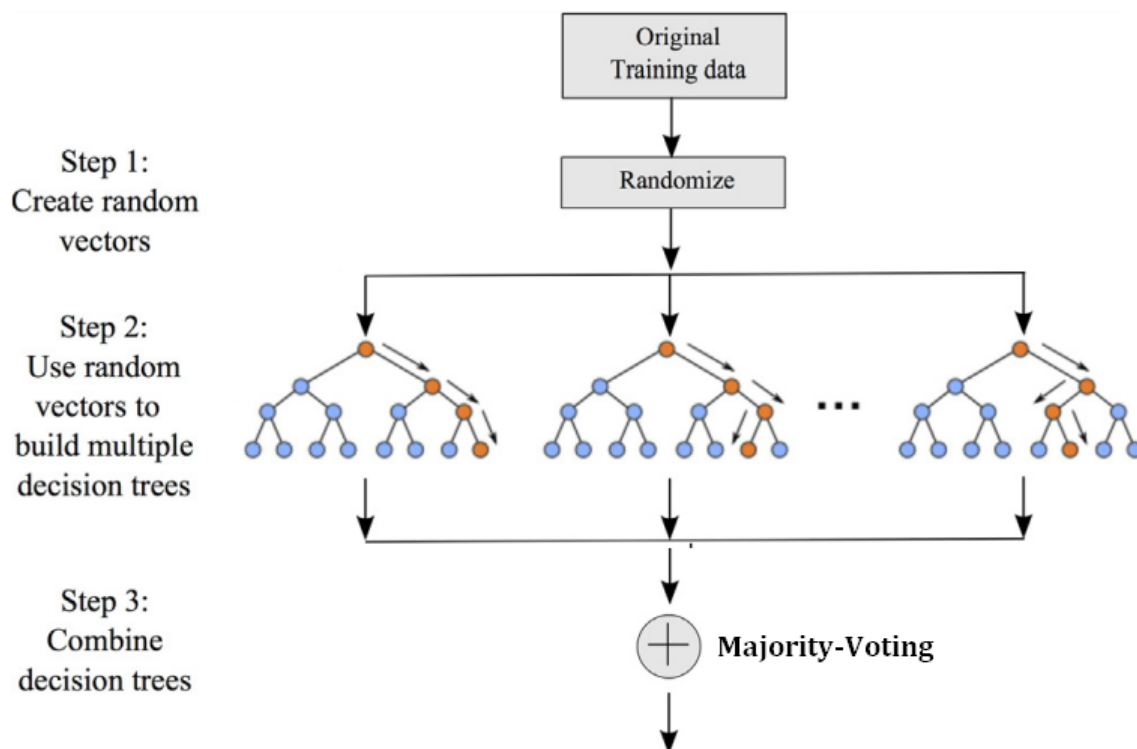 Original
Training data
Step 1:
Create random
vectors
Randomize
Step 2:
Use random
vectors to
build multiple
decision trees
...
Step 3:
Combine
decision trees
Majority-Voting